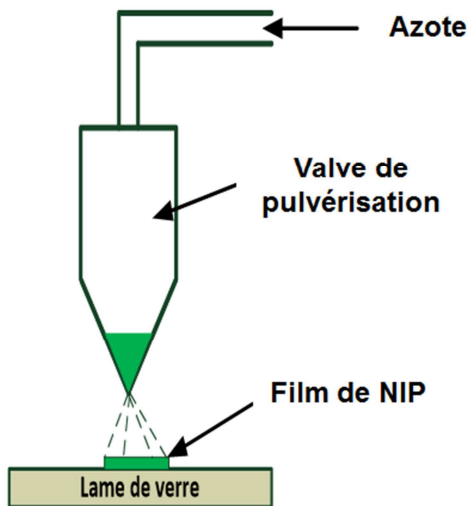 Azote
Valve de
pulvérisation
Film de NIP
Lame de verre